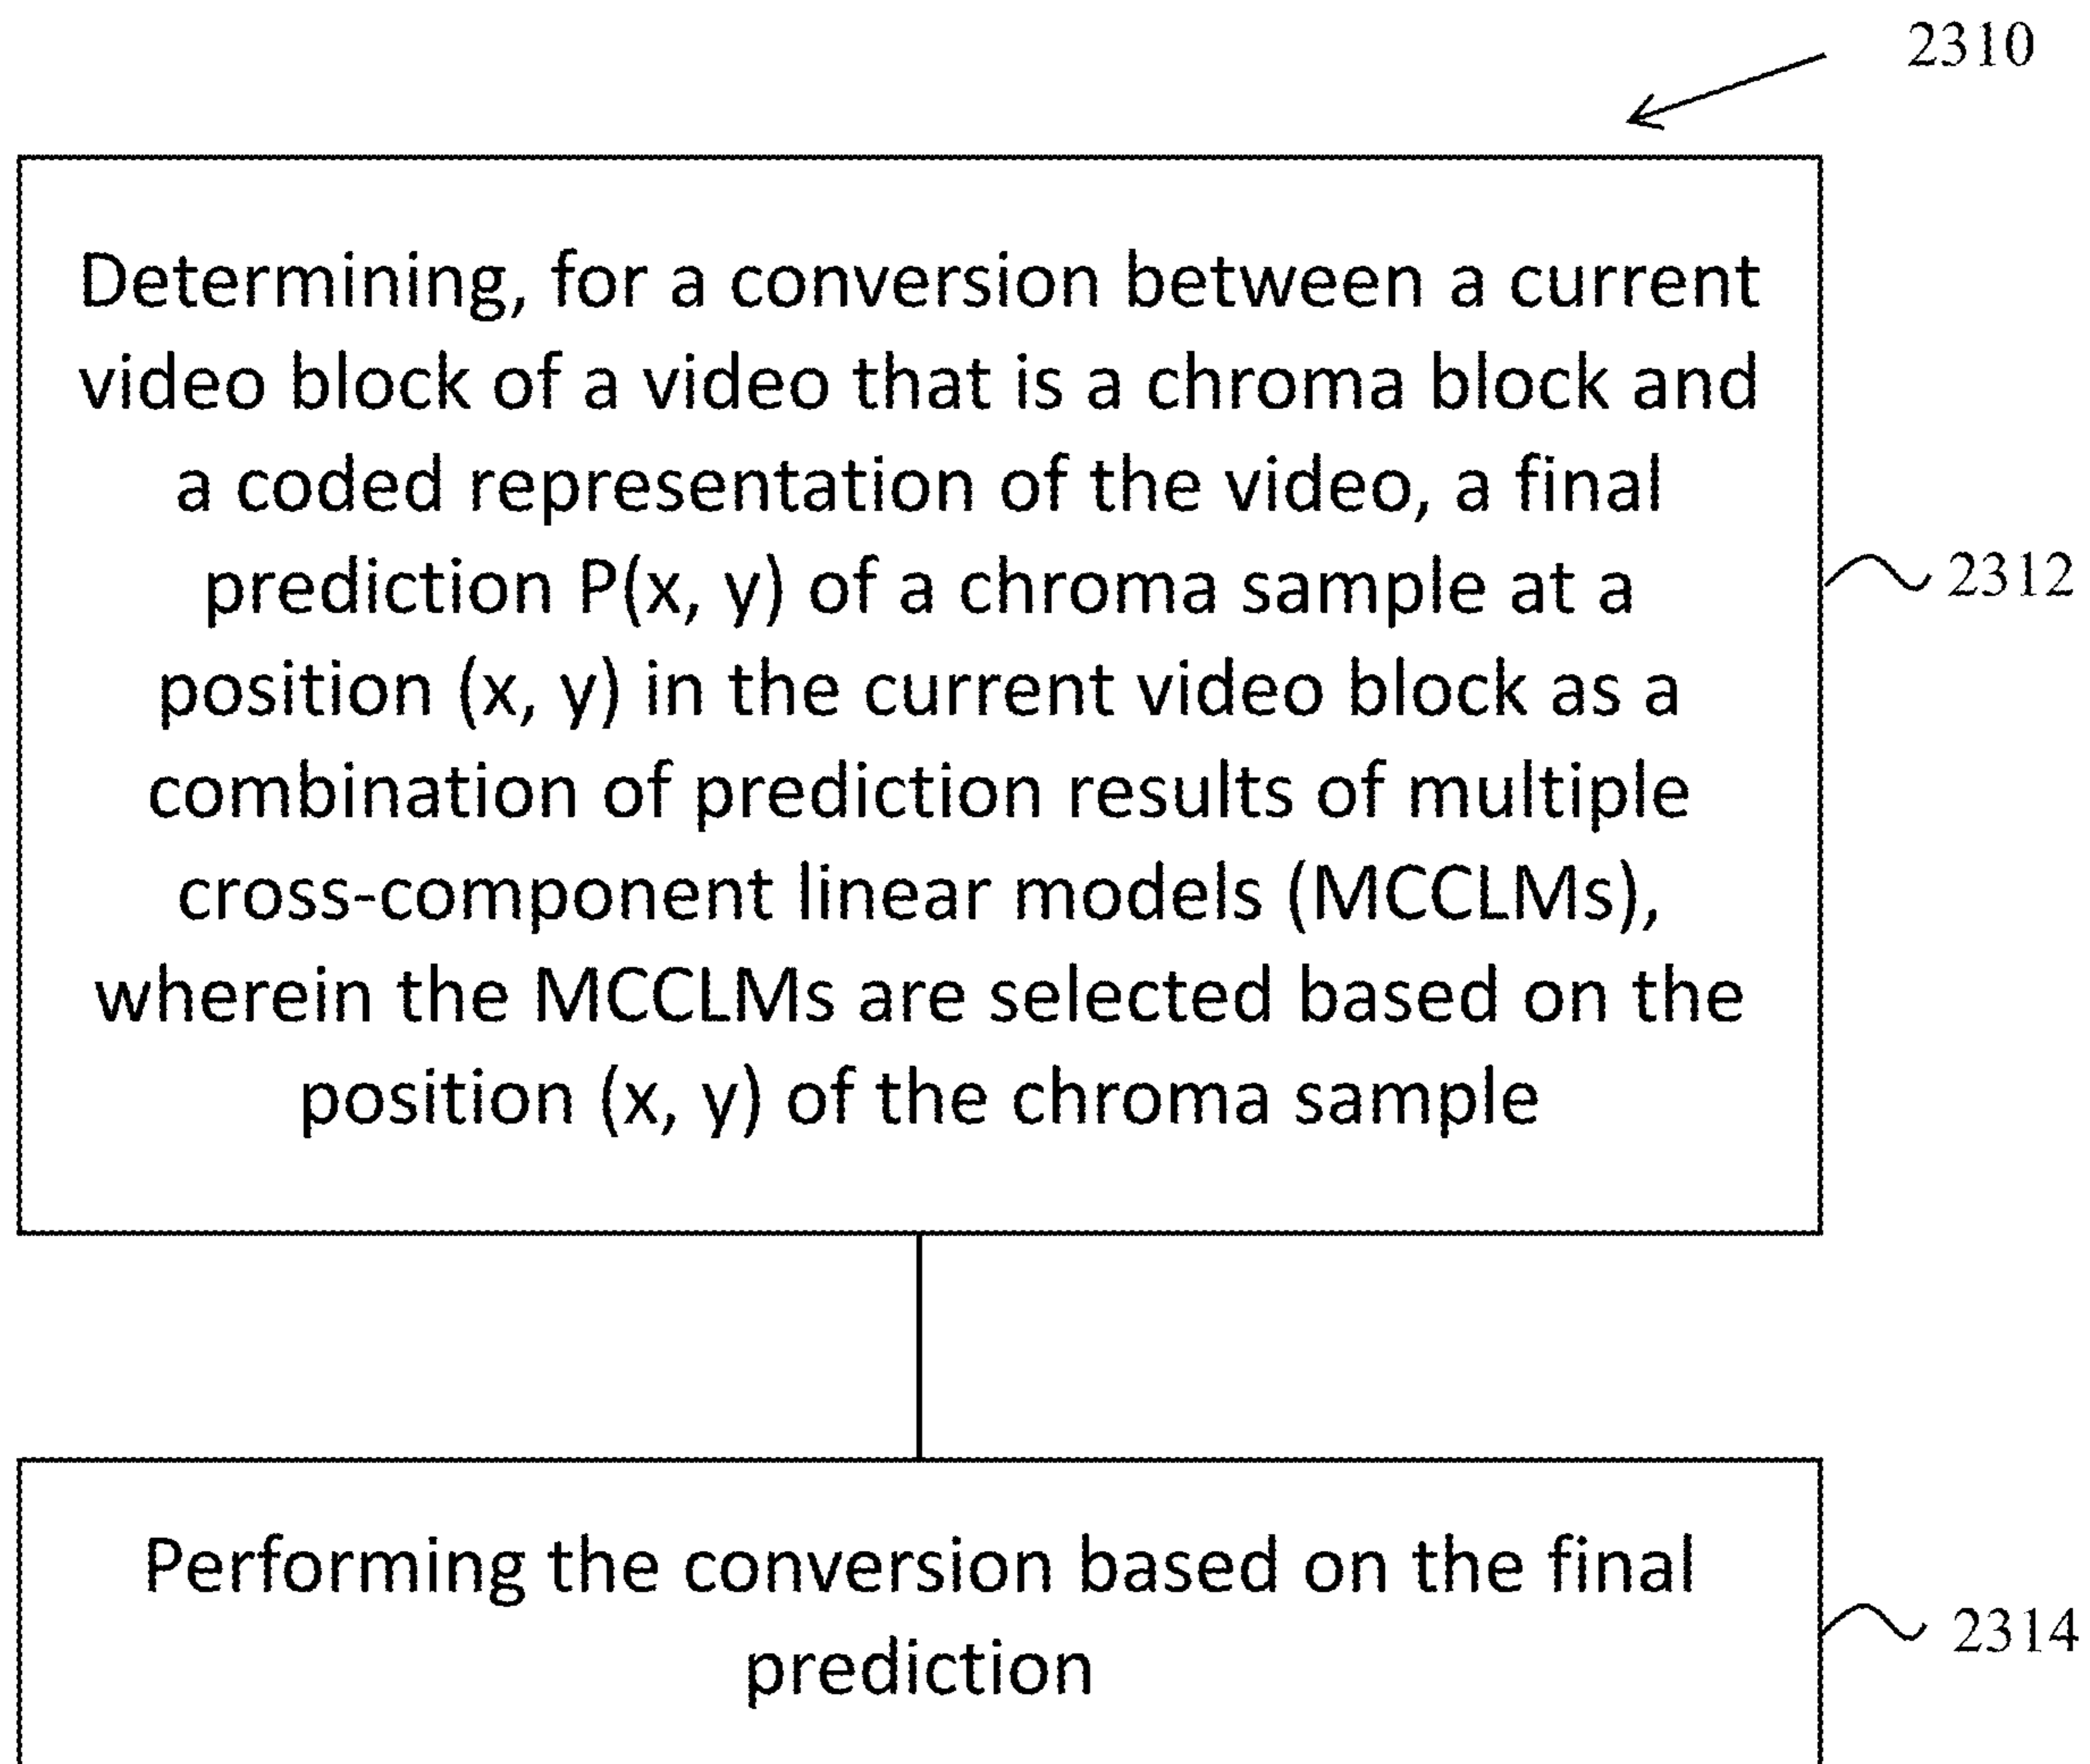 2310
Determining, for a conversion between a current
video block of a video that is a chroma block and
a coded representation of the video, a final
prediction P(x, y) of a chroma sample at a
position (x, y) in the current video block as a
combination of prediction results of multiple
cross-component linear models (MCCLMs),
wherein the MCCLMs are selected based on the
position (x, y) of the chroma sample
2312
Performing the conversion based on the final
prediction
2314